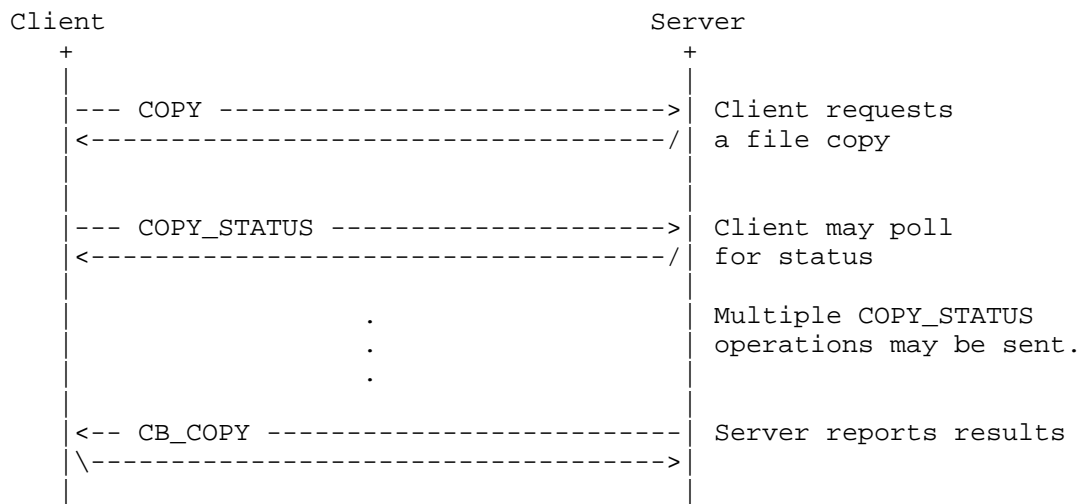 Client                                  Server
   +                                      +
   |                                      |
   |--- COPY ---------------------------->| Client requests
   |<------------------------------------/| a file copy
   |                                      |
   |                                      |
   |--- COPY_STATUS --------------------->| Client may poll
   |<------------------------------------/| for status
   |                                      |
   |                  .                   | Multiple COPY_STATUS
   |                  .                   | operations may be sent.
   |                  .                   |
   |                                      |
   |<-- CB_COPY --------------------------| Server reports results
   |\------------------------------------>|
   |                                      |